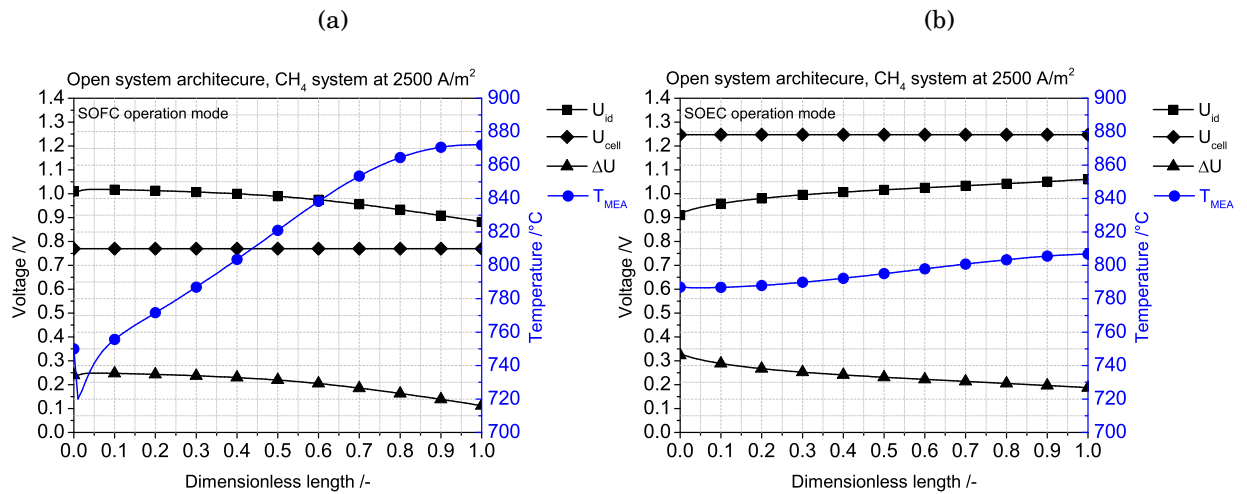 (a)
Open system architecure, CH4 system at 2500 A/m2
SOFC operation mode
1.4
1.3
1.2
1.1
1.0
0.9
0.8
0.7
0.6
0.5
0.4
0.3
0.2
0.1
0.0
Voltage /V
900
880
860
840
820
800
780
760
740
720
700
Temperature /°C
0.0 0.1 0.2 0.3 0.4 0.5 0.6 0.7 0.8 0.9 1.0
Dimensionless length /-
Uid
Ucell
ΔU
TMEA
(b)
Open system architecure, CH4 system at 2500 A/m2
SOEC operation mode
1.4
1.3
1.2
1.1
1.0
0.9
0.8
0.7
0.6
0.5
0.4
0.3
0.2
0.1
0.0
Voltage /V
900
880
860
840
820
800
780
760
740
720
700
Temperature /°C
0.0 0.1 0.2 0.3 0.4 0.5 0.6 0.7 0.8 0.9 1.0
Dimensionless length /-
Uid
Ucell
ΔU
TMEA